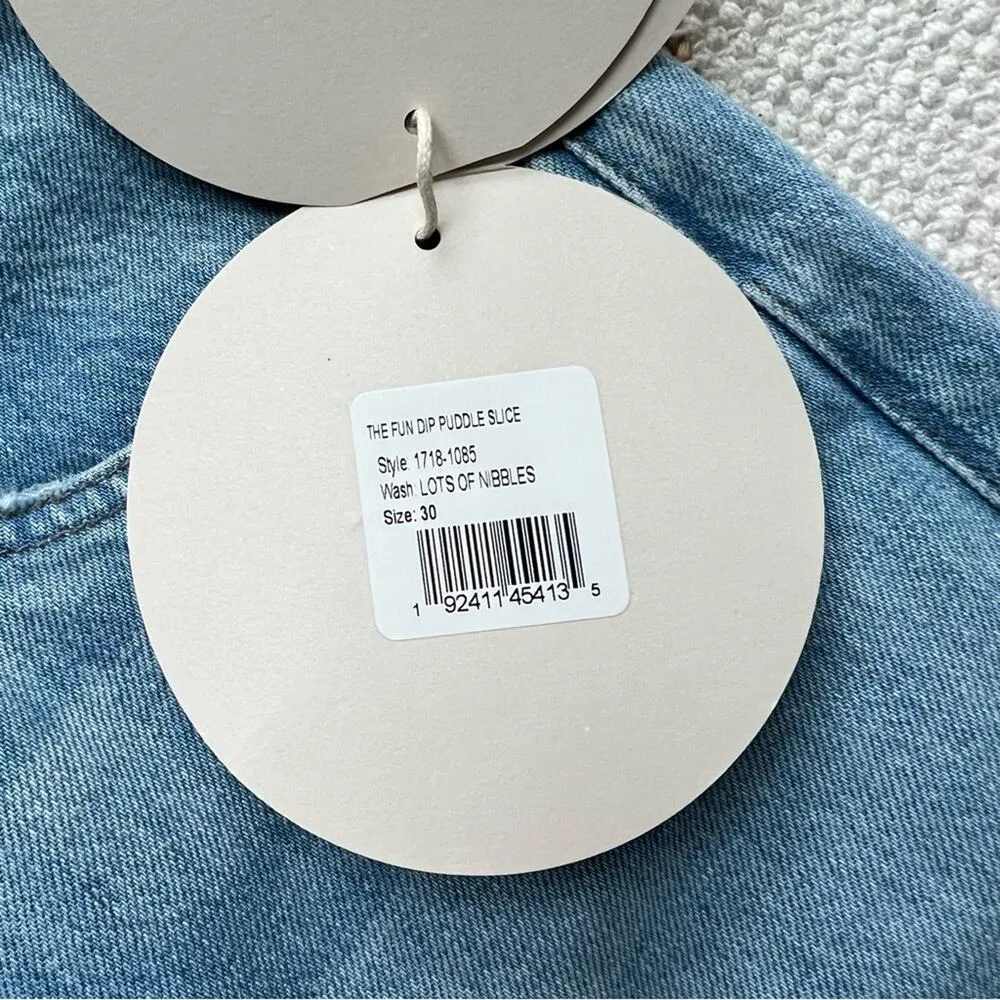 THE FUN DIP PUDDLE SLICE
Style: 1718-1085
Wash: LOTS OF NIBBLES
Size: 30
1 92411 45413 5